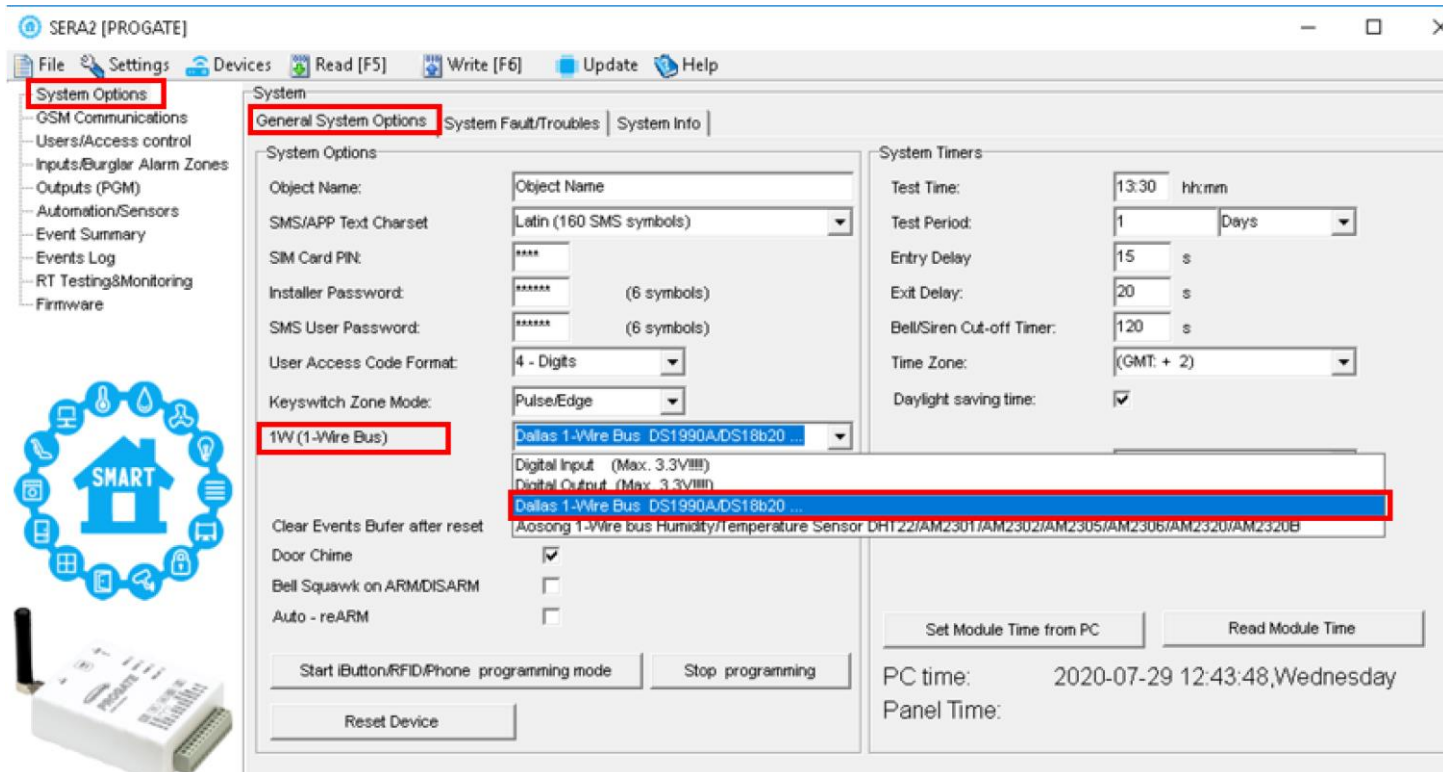 SERA2 [PROGATE]
File Settings Devices Read [F5] Write [F6] Update Help
System Options
GSM Communications
Users/Access control
Inputs/Burglar Alarm Zones
Outputs (PGM)
Automation/Sensors
Event Summary
Events Log
RT Testing&Monitoring
Firmware
SMART
PROGATE
System
General System Options System Fault/Troubles System Info
System Options
Object Name: Object Name
SMS/APP Text Charset Latin (160 SMS symbols)
SIM Card PIN: ****
Installer Password: ****** (6 symbols)
SMS User Password: ****** (6 symbols)
User Access Code Format: 4 - Digits
Keyswitch Zone Mode: Pulse/Edge
1W (1-Wire Bus) Dallas 1-Wire Bus DS1990A/DS18b20 ...
Digital Input (Max. 3.3V!!!!)
Digital Output (Max. 3.3V!!!!)
Dallas 1-Wire Bus DS1990A/DS18b20 ...
Clear Events Bufer after reset Aosong 1-Wire bus Humidity/Temperature Sensor DHT22/AM2301/AM2302/AM2305/AM2306/AM2320/AM2320B
Door Chime
Bell Squawk on ARM/DISARM
Auto - reARM
Start iButton/RFID/Phone programming mode Stop programming
Reset Device
System Timers
Test Time: 13:30 hh:mm
Test Period: 1 Days
Entry Delay 15 s
Exit Delay: 20 s
Bell/Siren Cut-off Timer: 120 s
Time Zone: (GMT: + 2)
Daylight saving time:
Set Module Time from PC Read Module Time
PC time: 2020-07-29 12:43:48,Wednesday
Panel Time: